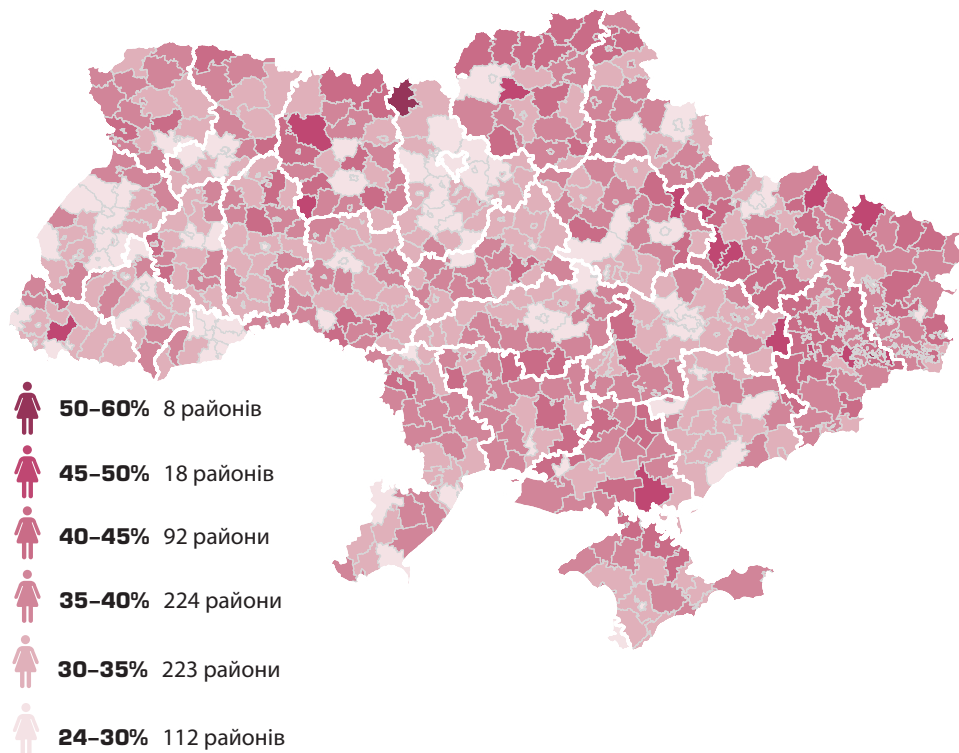 50–60% 8 районів
45–50% 18 районів
40–45% 92 райони
35–40% 224 райони
30–35% 223 райони
24–30% 112 районів